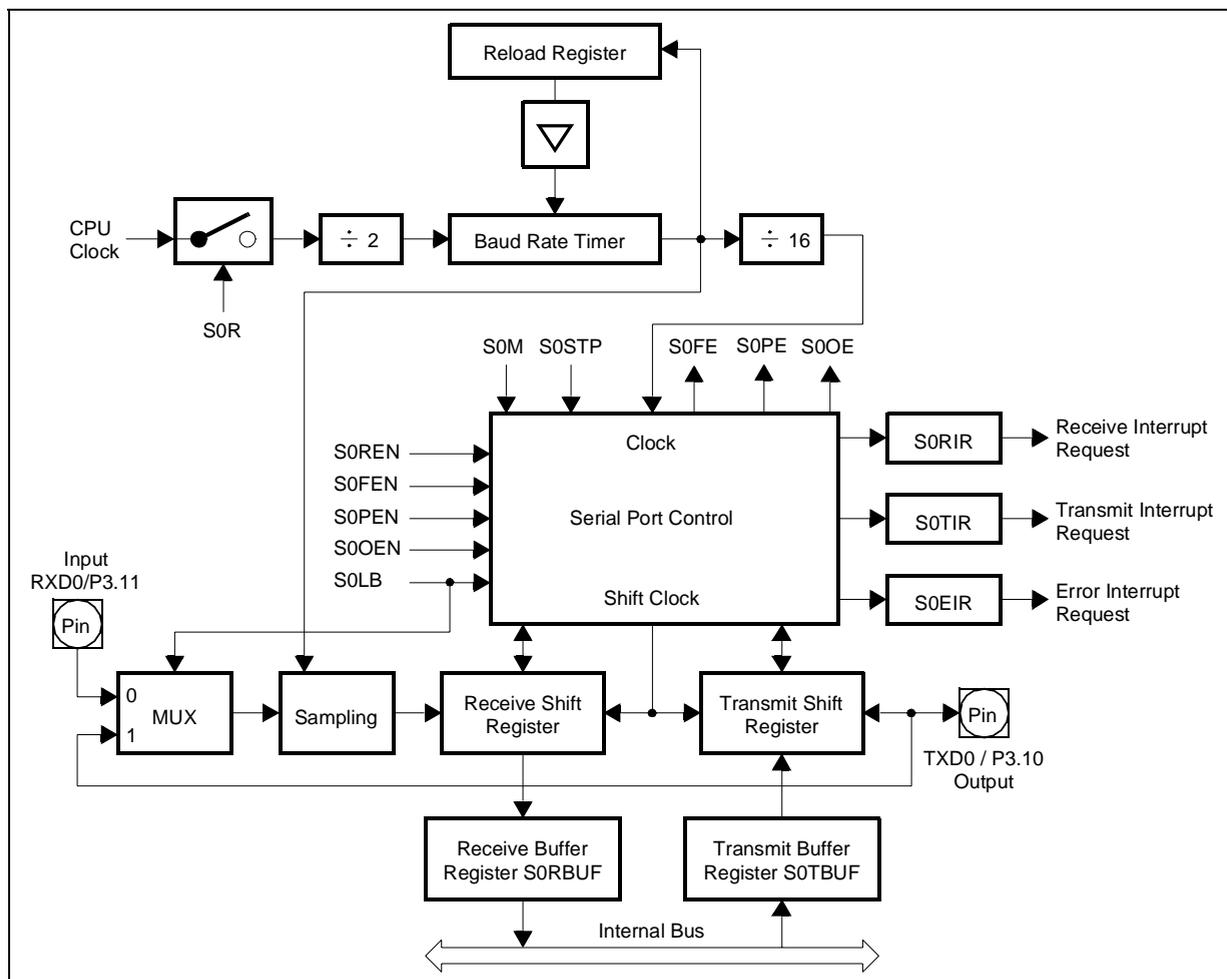 Reload Register
CPU
Clock
÷ 2
Baud Rate Timer
÷ 16
S0R
S0M
S0STP
S0FE
S0PE
S0OE
Clock
S0RIR
Receive Interrupt
Request
S0REN
S0FEN
S0PEN
S0OEN
S0LB
Serial Port Control
S0TIR
Transmit Interrupt
Request
Shift Clock
S0EIR
Error Interrupt
Request
Input
RXD0/P3.11
Pin
0
MUX
1
Sampling
Receive Shift
Register
Transmit Shift
Register
Pin
TXD0 / P3.10
Output
Receive Buffer
Register S0RBUF
Transmit Buffer
Register S0TBUF
Internal Bus